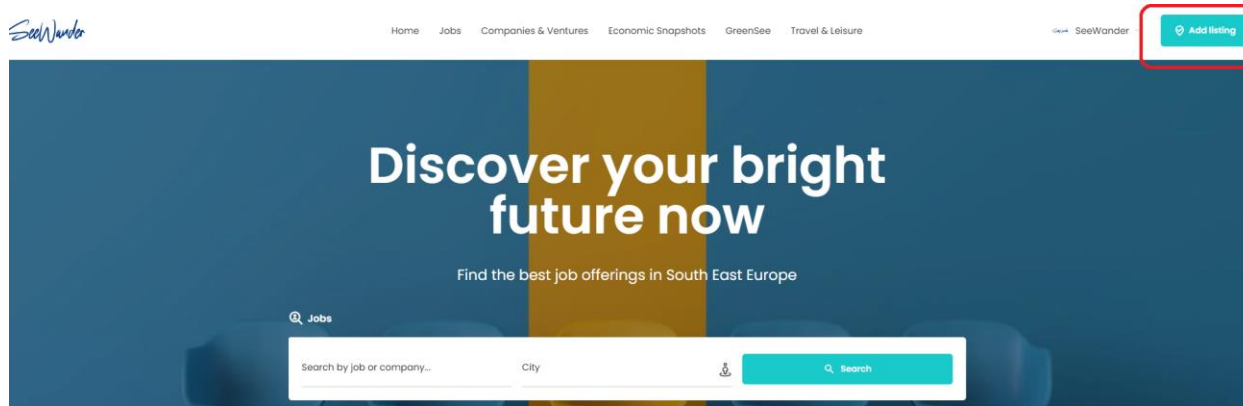 SeeWander
Home Jobs Companies & Ventures Economic Snapshots GreenSee Travel & Leisure
SeeWander
Add listing
Discover your bright
future now
Find the best job offerings in South East Europe
Jobs
Search by job or company...
City
Search